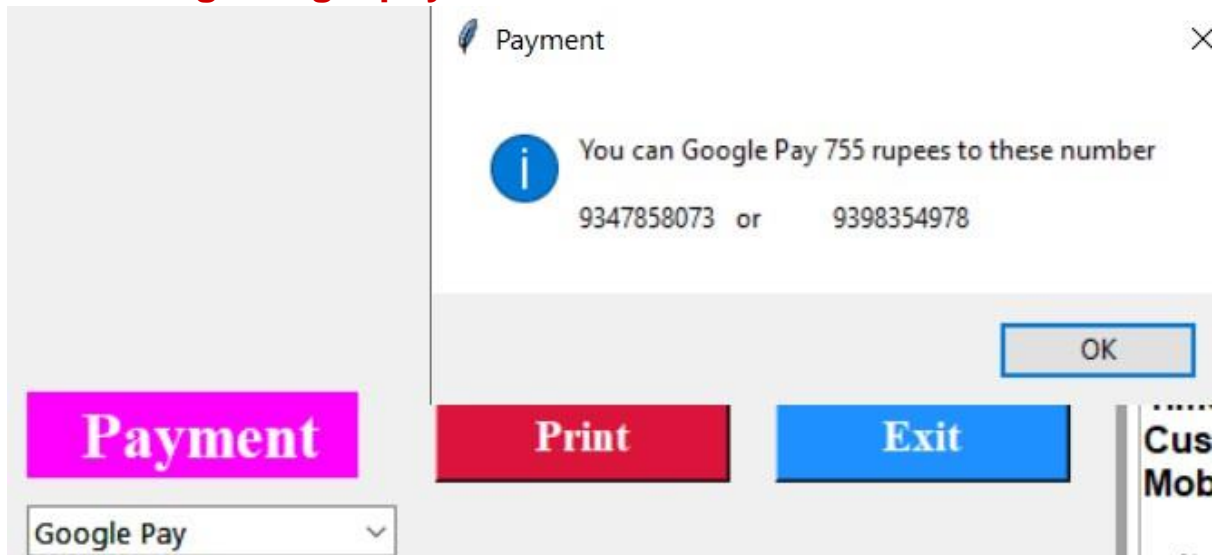 Payment
You can Google Pay 755 rupees to these number
9347858073 or 9398354978
OK
Payment
Print
Exit
Cus
Mob
Google Pay